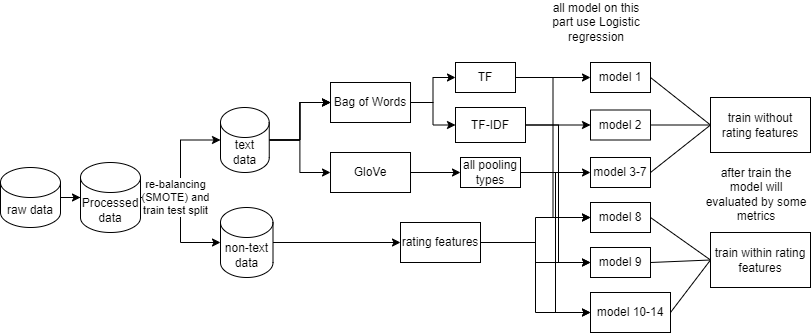 all model on this
part use Logistic
regression
TF
model 1
Bag of Words
TF-IDF
model 2
train without
rating features
text
data
GloVe
all pooling
types
model 3-7
raw data
Processed
data
re-balancing
(SMOTE) and
train test split
after train the
model will
evaluated by some
metrics
non-text
data
rating features
model 8
model 9
train within rating
features
model 10-14